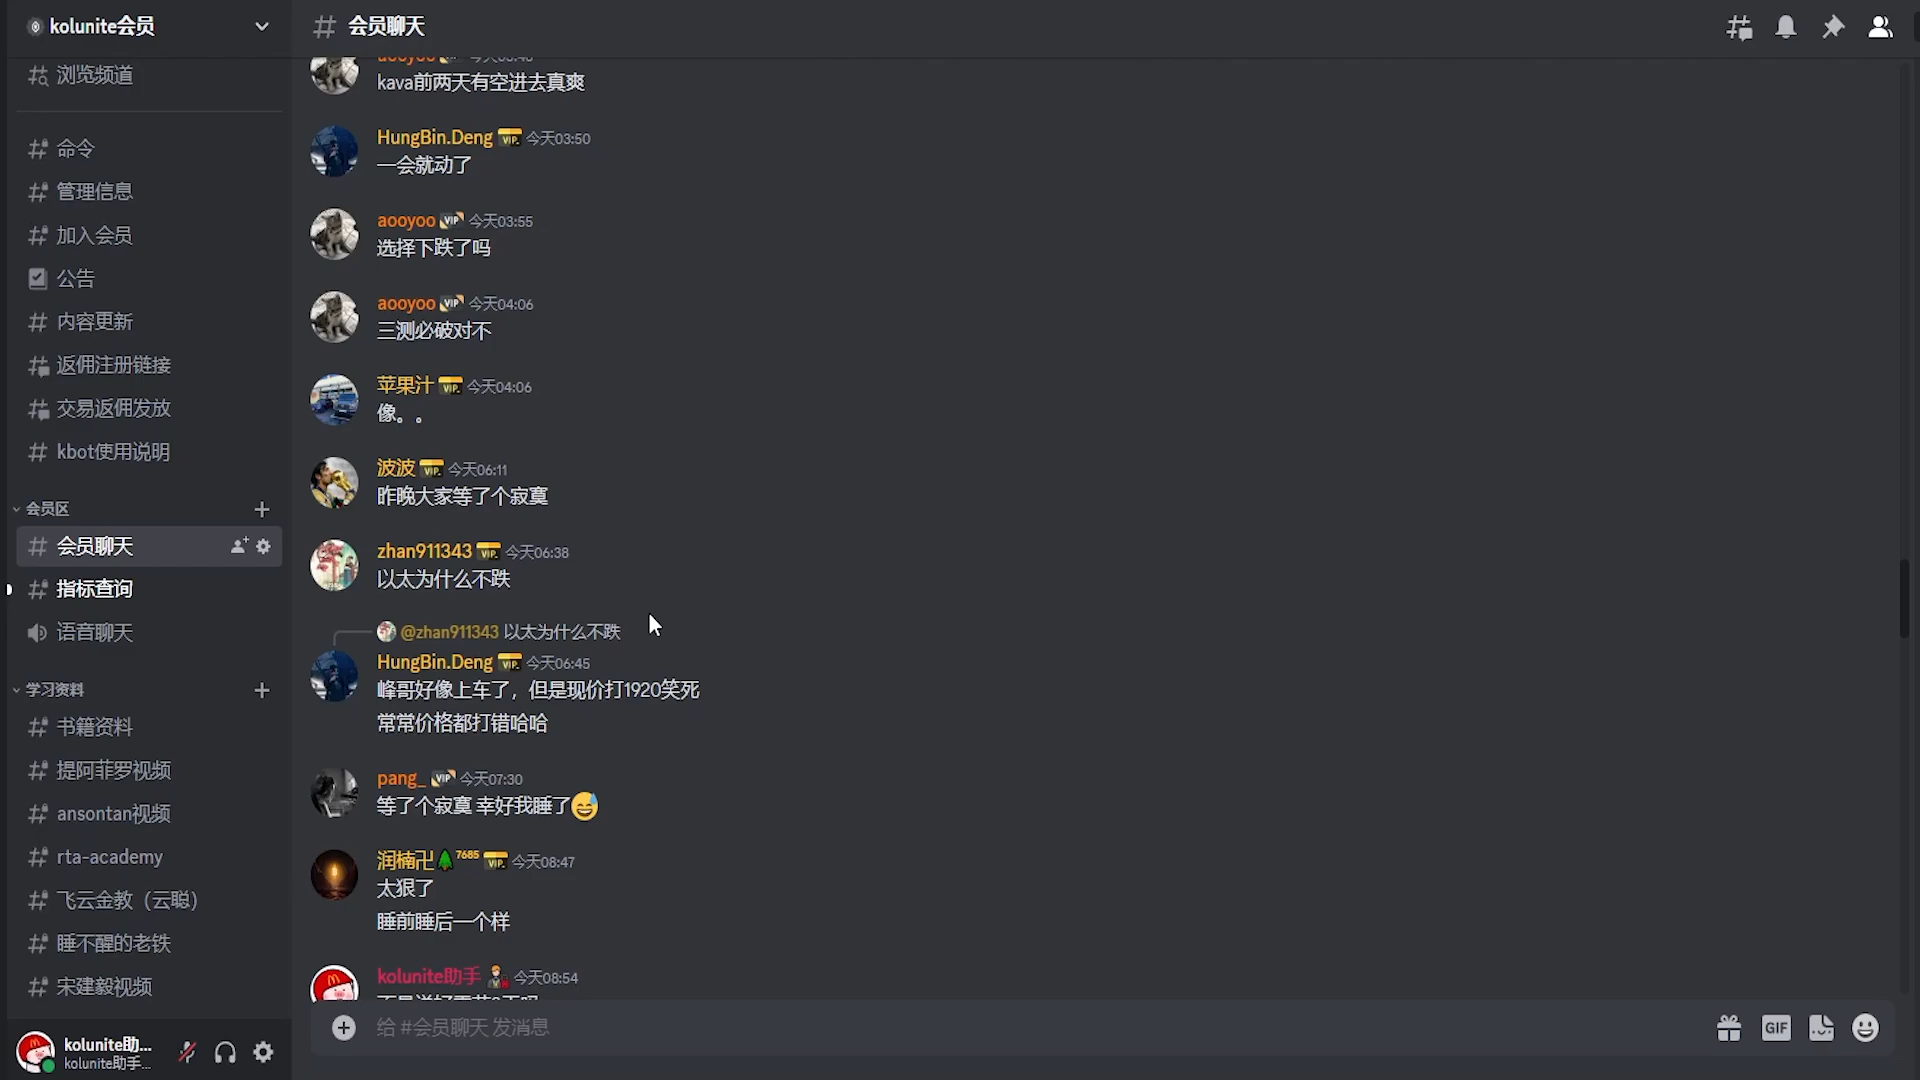 kolunite会员
浏览频道
命令
管理信息
加入会员
公告
内容更新
返佣注册链接
交易返佣发放
kbot使用说明
会员区
会员聊天
指标查询
语音聊天
学习资料
书籍资料
提阿菲罗视频
ansontan视频
rta-academy
飞云金教（云聪）
睡不醒的老铁
宋建毅视频
kolunite助...
kolunite助手...
会员聊天
kava前两天有空进去真爽
HungBin.Deng VIP 今天03:50
一会就动了
aooyoo VIP 今天03:55
选择下跌了吗
aooyoo VIP 今天04:06
三测必破对不
苹果汁 VIP 今天04:06
像。。
波波 VIP 今天06:11
昨晚大家等了个寂寞
zhan911343 VIP 今天06:38
以太为什么不跌
@zhan911343 以太为什么不跌
HungBin.Deng VIP 今天06:45
峰哥好像上车了，但是现价打1920笑死
常常价格都打错哈哈
pang_ VIP 今天07:30
等了个寂寞 幸好我睡了😅
润楠卍🌲7685 VIP 今天08:47
太狠了
睡前睡后一个样
kolunite助手 今天08:54
给 #会员聊天 发消息
GIF